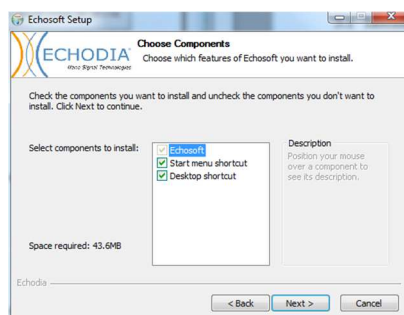 Echosoft Setup
ECHODIA
Choose Components
Choose which features of Echosoft you want to install.
Check the components you want to install and uncheck the components you don't want to
install. Click Next to continue.
Select components to install:
Echosoft
Start menu shortcut
Desktop shortcut
Description
Position your mouse
over a component to
see its description.
Space required: 43.6MB
Echodia
< Back
Next >
Cancel